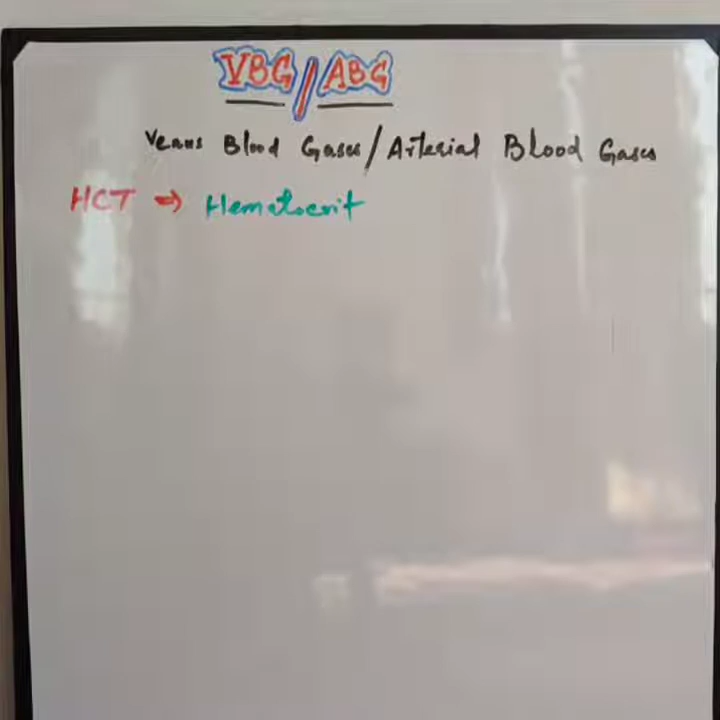 VBG/ABG
Venus Blood Gases/Arterial Blood Gases
HCT ⇒ Hematocrit